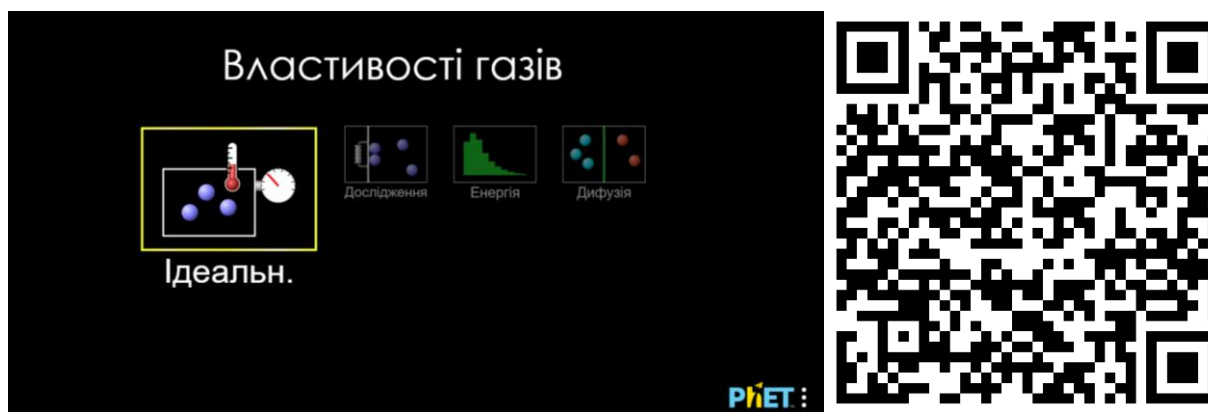 Властивості газів
Ідеальн.
Дослідження
Енергія
Дифузія
PhET